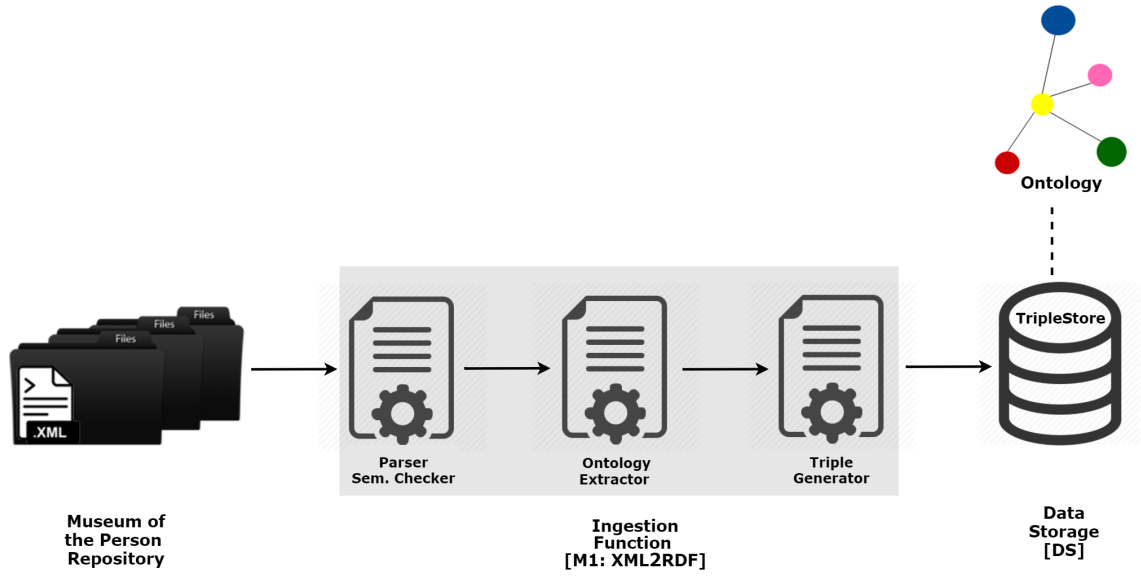 Ontology
Files
Files
Files
.XML
TripleStore
Parser
Sem. Checker
Ontology
Extractor
Triple
Generator
Museum of
the Person
Repository
Ingestion
Function
[M1: XML2RDF]
Data
Storage
[DS]